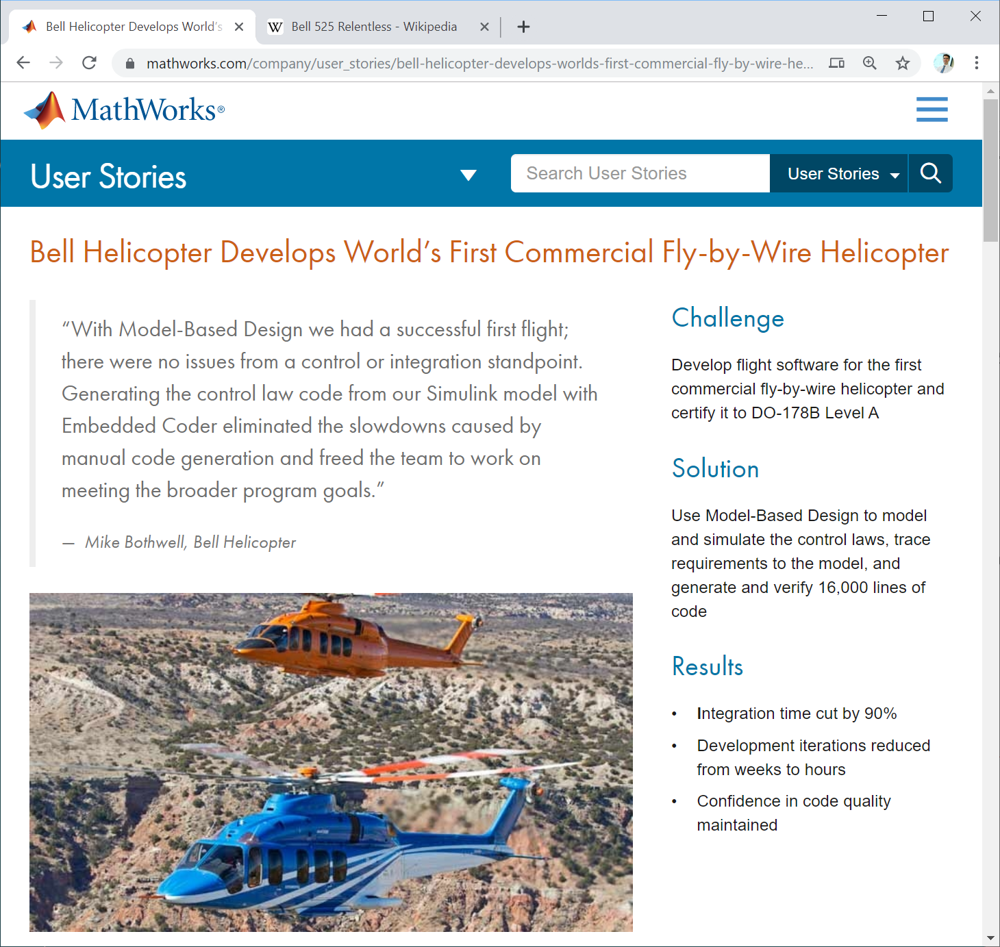 Bell Helicopter Develops World's
Bell 525 Relentless - Wikipedia
mathworks.com/company/user_stories/bell-helicopter-develops-worlds-first-commercial-fly-by-wire-he...
MathWorks®
User Stories
Search User Stories
User Stories
Bell Helicopter Develops World’s First Commercial Fly-by-Wire Helicopter
“With Model-Based Design we had a successful first flight;
there were no issues from a control or integration standpoint.
Generating the control law code from our Simulink model with
Embedded Coder eliminated the slowdowns caused by
manual code generation and freed the team to work on
meeting the broader program goals.”
— Mike Bothwell, Bell Helicopter
Challenge
Develop flight software for the first
commercial fly-by-wire helicopter and
certify it to DO-178B Level A
Solution
Use Model-Based Design to model
and simulate the control laws, trace
requirements to the model, and
generate and verify 16,000 lines of
code
Results
• Integration time cut by 90%
• Development iterations reduced
from weeks to hours
• Confidence in code quality
maintained